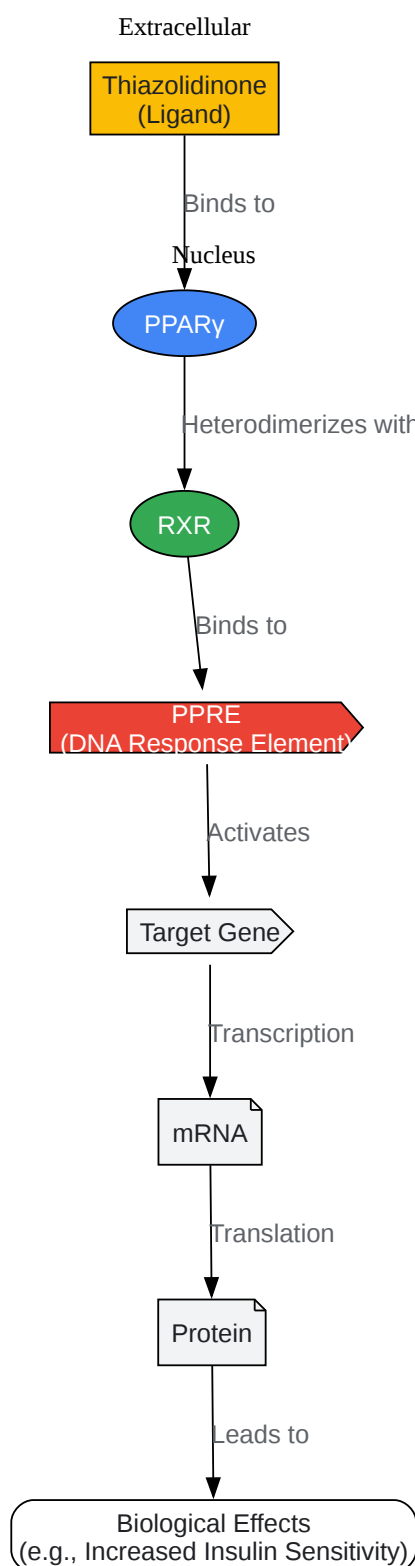 Extracellular
Thiazolidinone
(Ligand)
Binds to
Nucleus
PPARγ
Heterodimerizes with
RXR
Binds to
PPRE
(DNA Response Element)
Activates
Target Gene
Transcription
mRNA
Translation
Protein
Leads to
Biological Effects
(e.g., Increased Insulin Sensitivity)